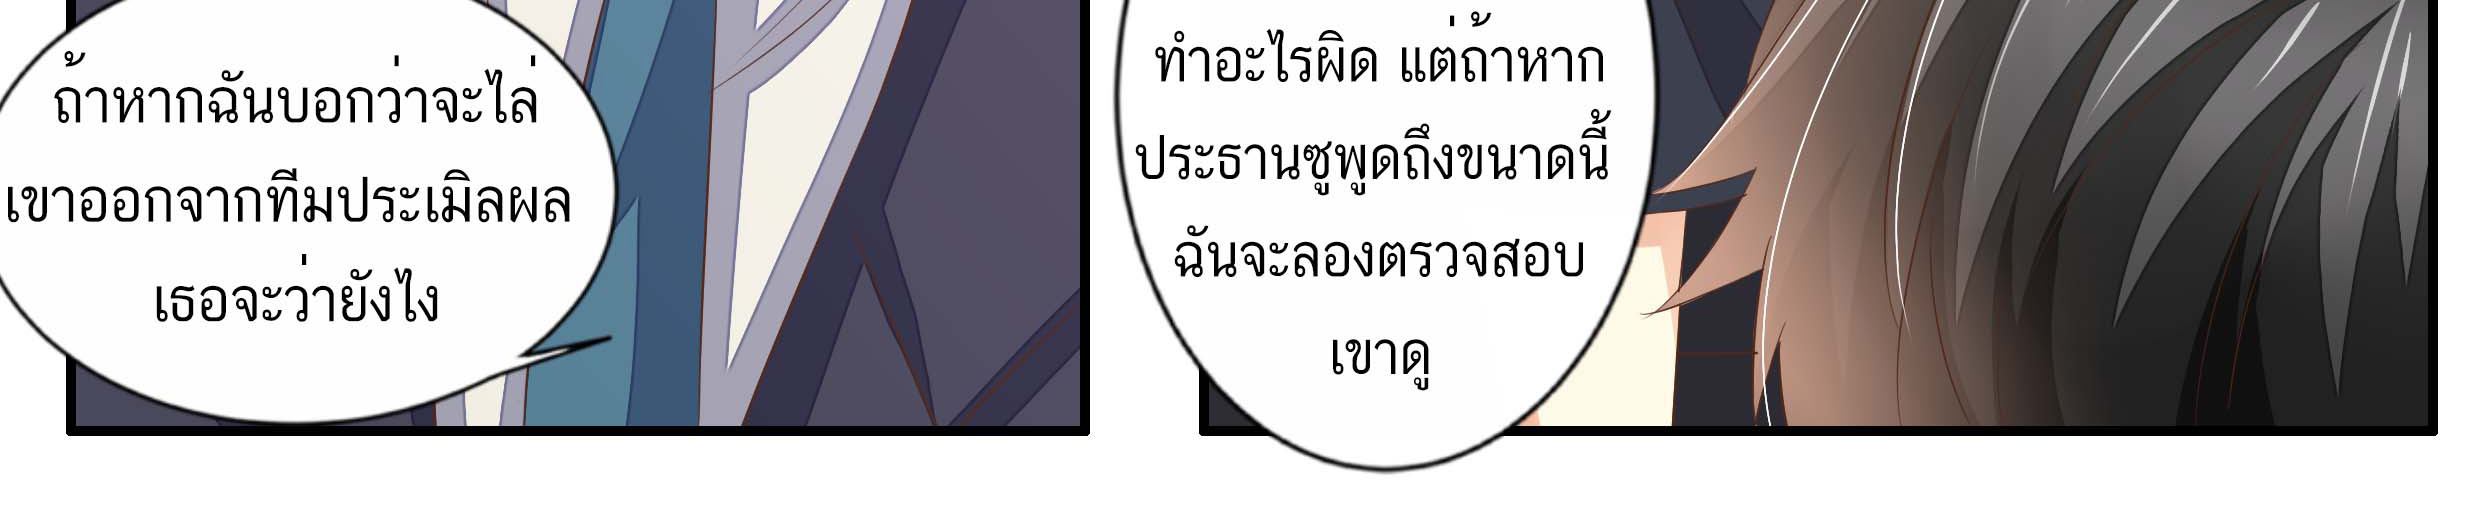 ถ้าหากฉันบอกว่าจะไล่
เขาออกจากทีมประเมิลผล
เธอจะว่ายังไง
ทำอะไรผิด แต่ถ้าหาก
ประธานซูพูดถึงขนาดนี้
ฉันจะลองตรวจสอบ
เขาดู